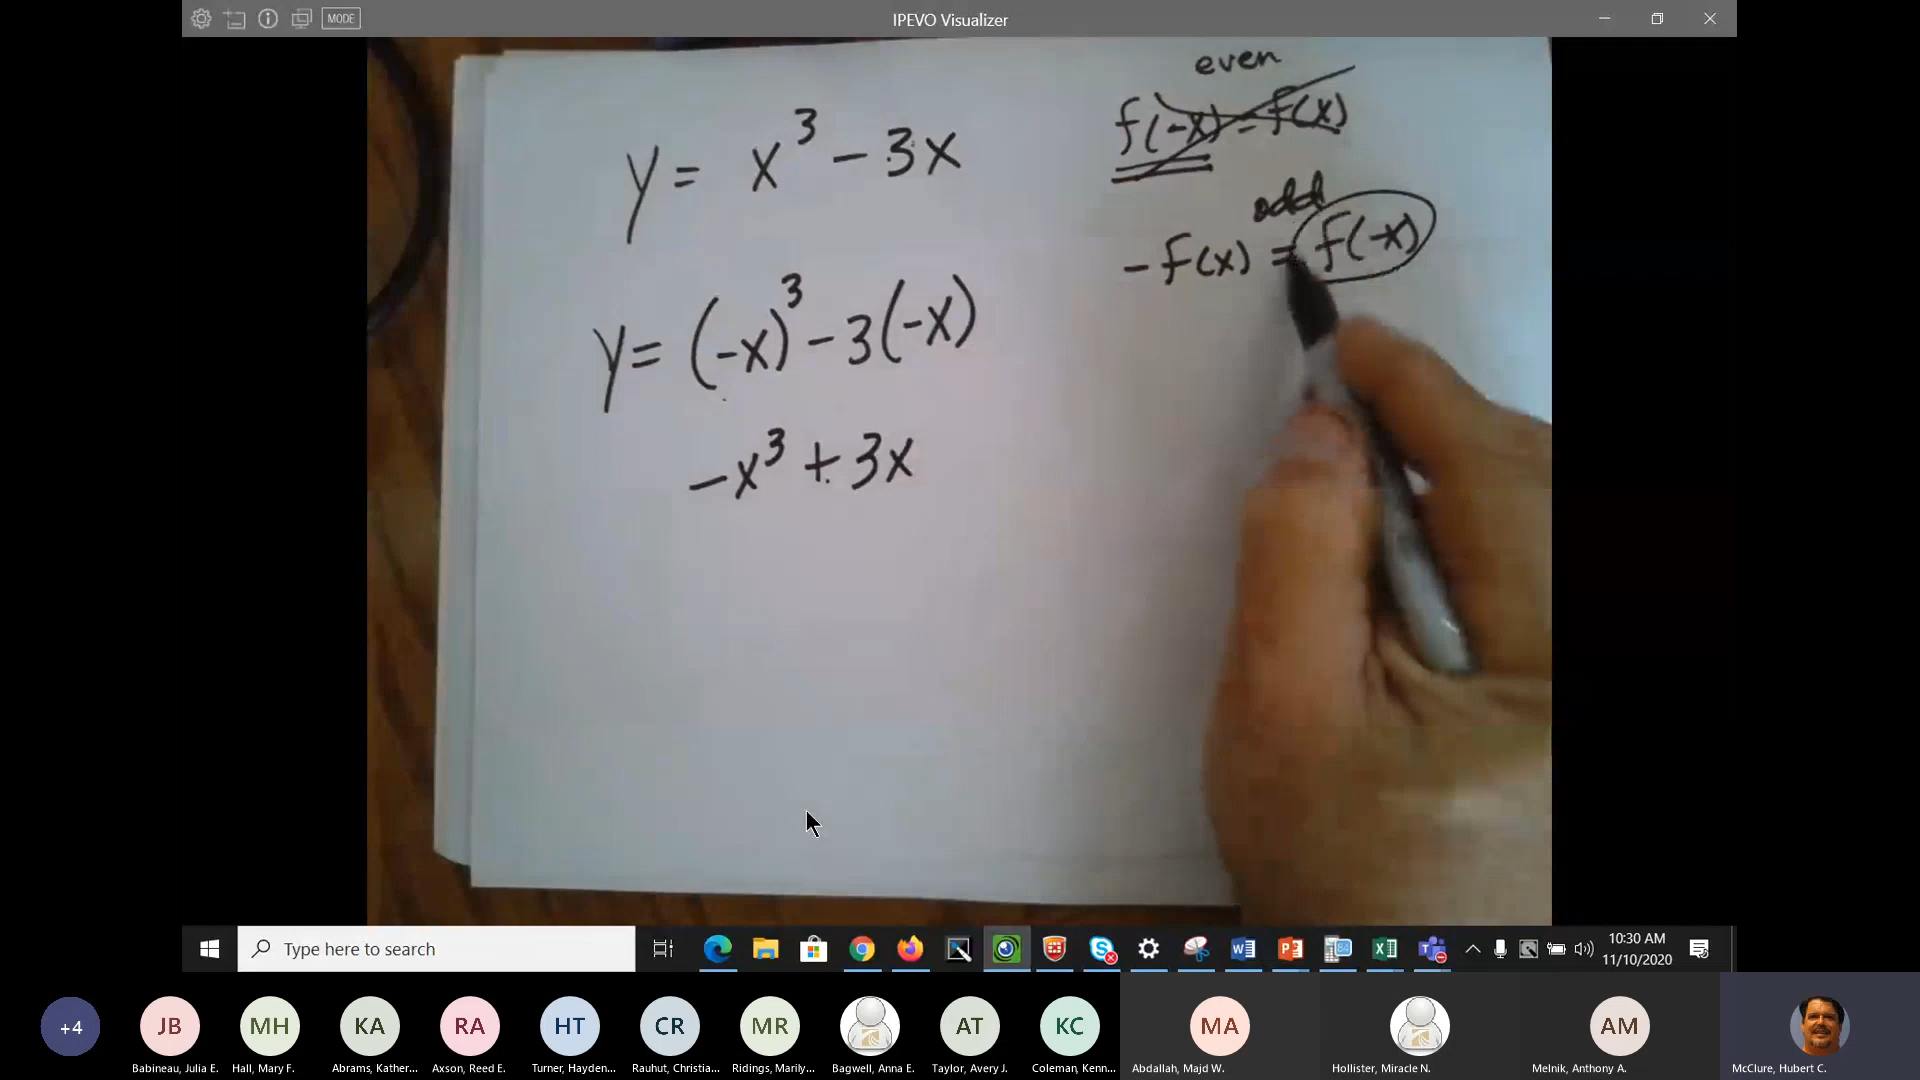 IPEVO Visualizer
MODE
even
f(-x) = f(x)
y = x³ - 3x
odd
-f(x) = f(-x)
y = (-x)³ - 3(-x)
-x³ + 3x
Type here to search
10:30 AM
11/10/2020
+4
JB
MH
KA
RA
HT
CR
MR
AT
KC
MA
AM
Babineau, Julia E.
Hall, Mary F.
Abrams, Kather...
Axson, Reed E.
Turner, Hayden...
Rauhut, Christia...
Ridings, Marily...
Bagwell, Anna E.
Taylor, Avery J.
Coleman, Kenn...
Abdallah, Majd W.
Hollister, Miracle N.
Melnik, Anthony A.
McClure, Hubert C.